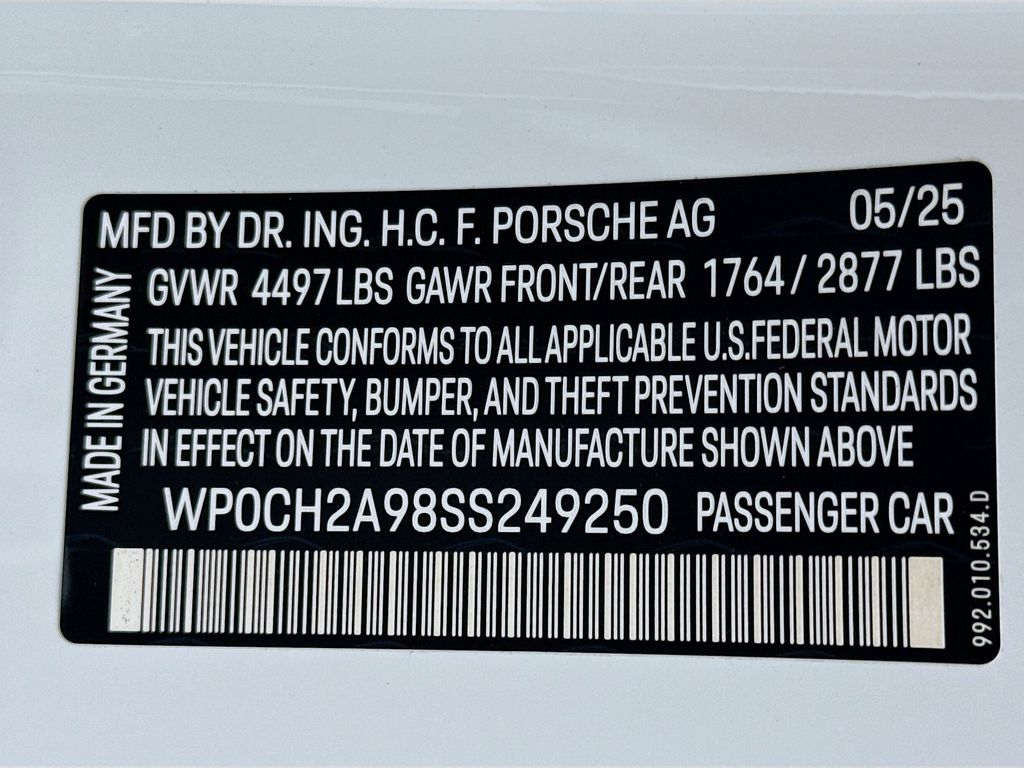 MFD BY DR. ING. H.C. F. PORSCHE AG 05/25
GVWR 4497LBS GAWR FRONT/REAR 1764/2877 LBS
THIS VEHICLE CONFORMS TO ALL APPLICABLE U.S.FEDERAL MOTOR
VEHICLE SAFETY, BUMPER, AND THEFT PREVENTION STANDARDS
IN EFFECT ON THE DATE OF MANUFACTURE SHOWN ABOVE
WP0CH2A98SS249250 PASSENGER CAR
MADE IN GERMANY
992.010.534.D